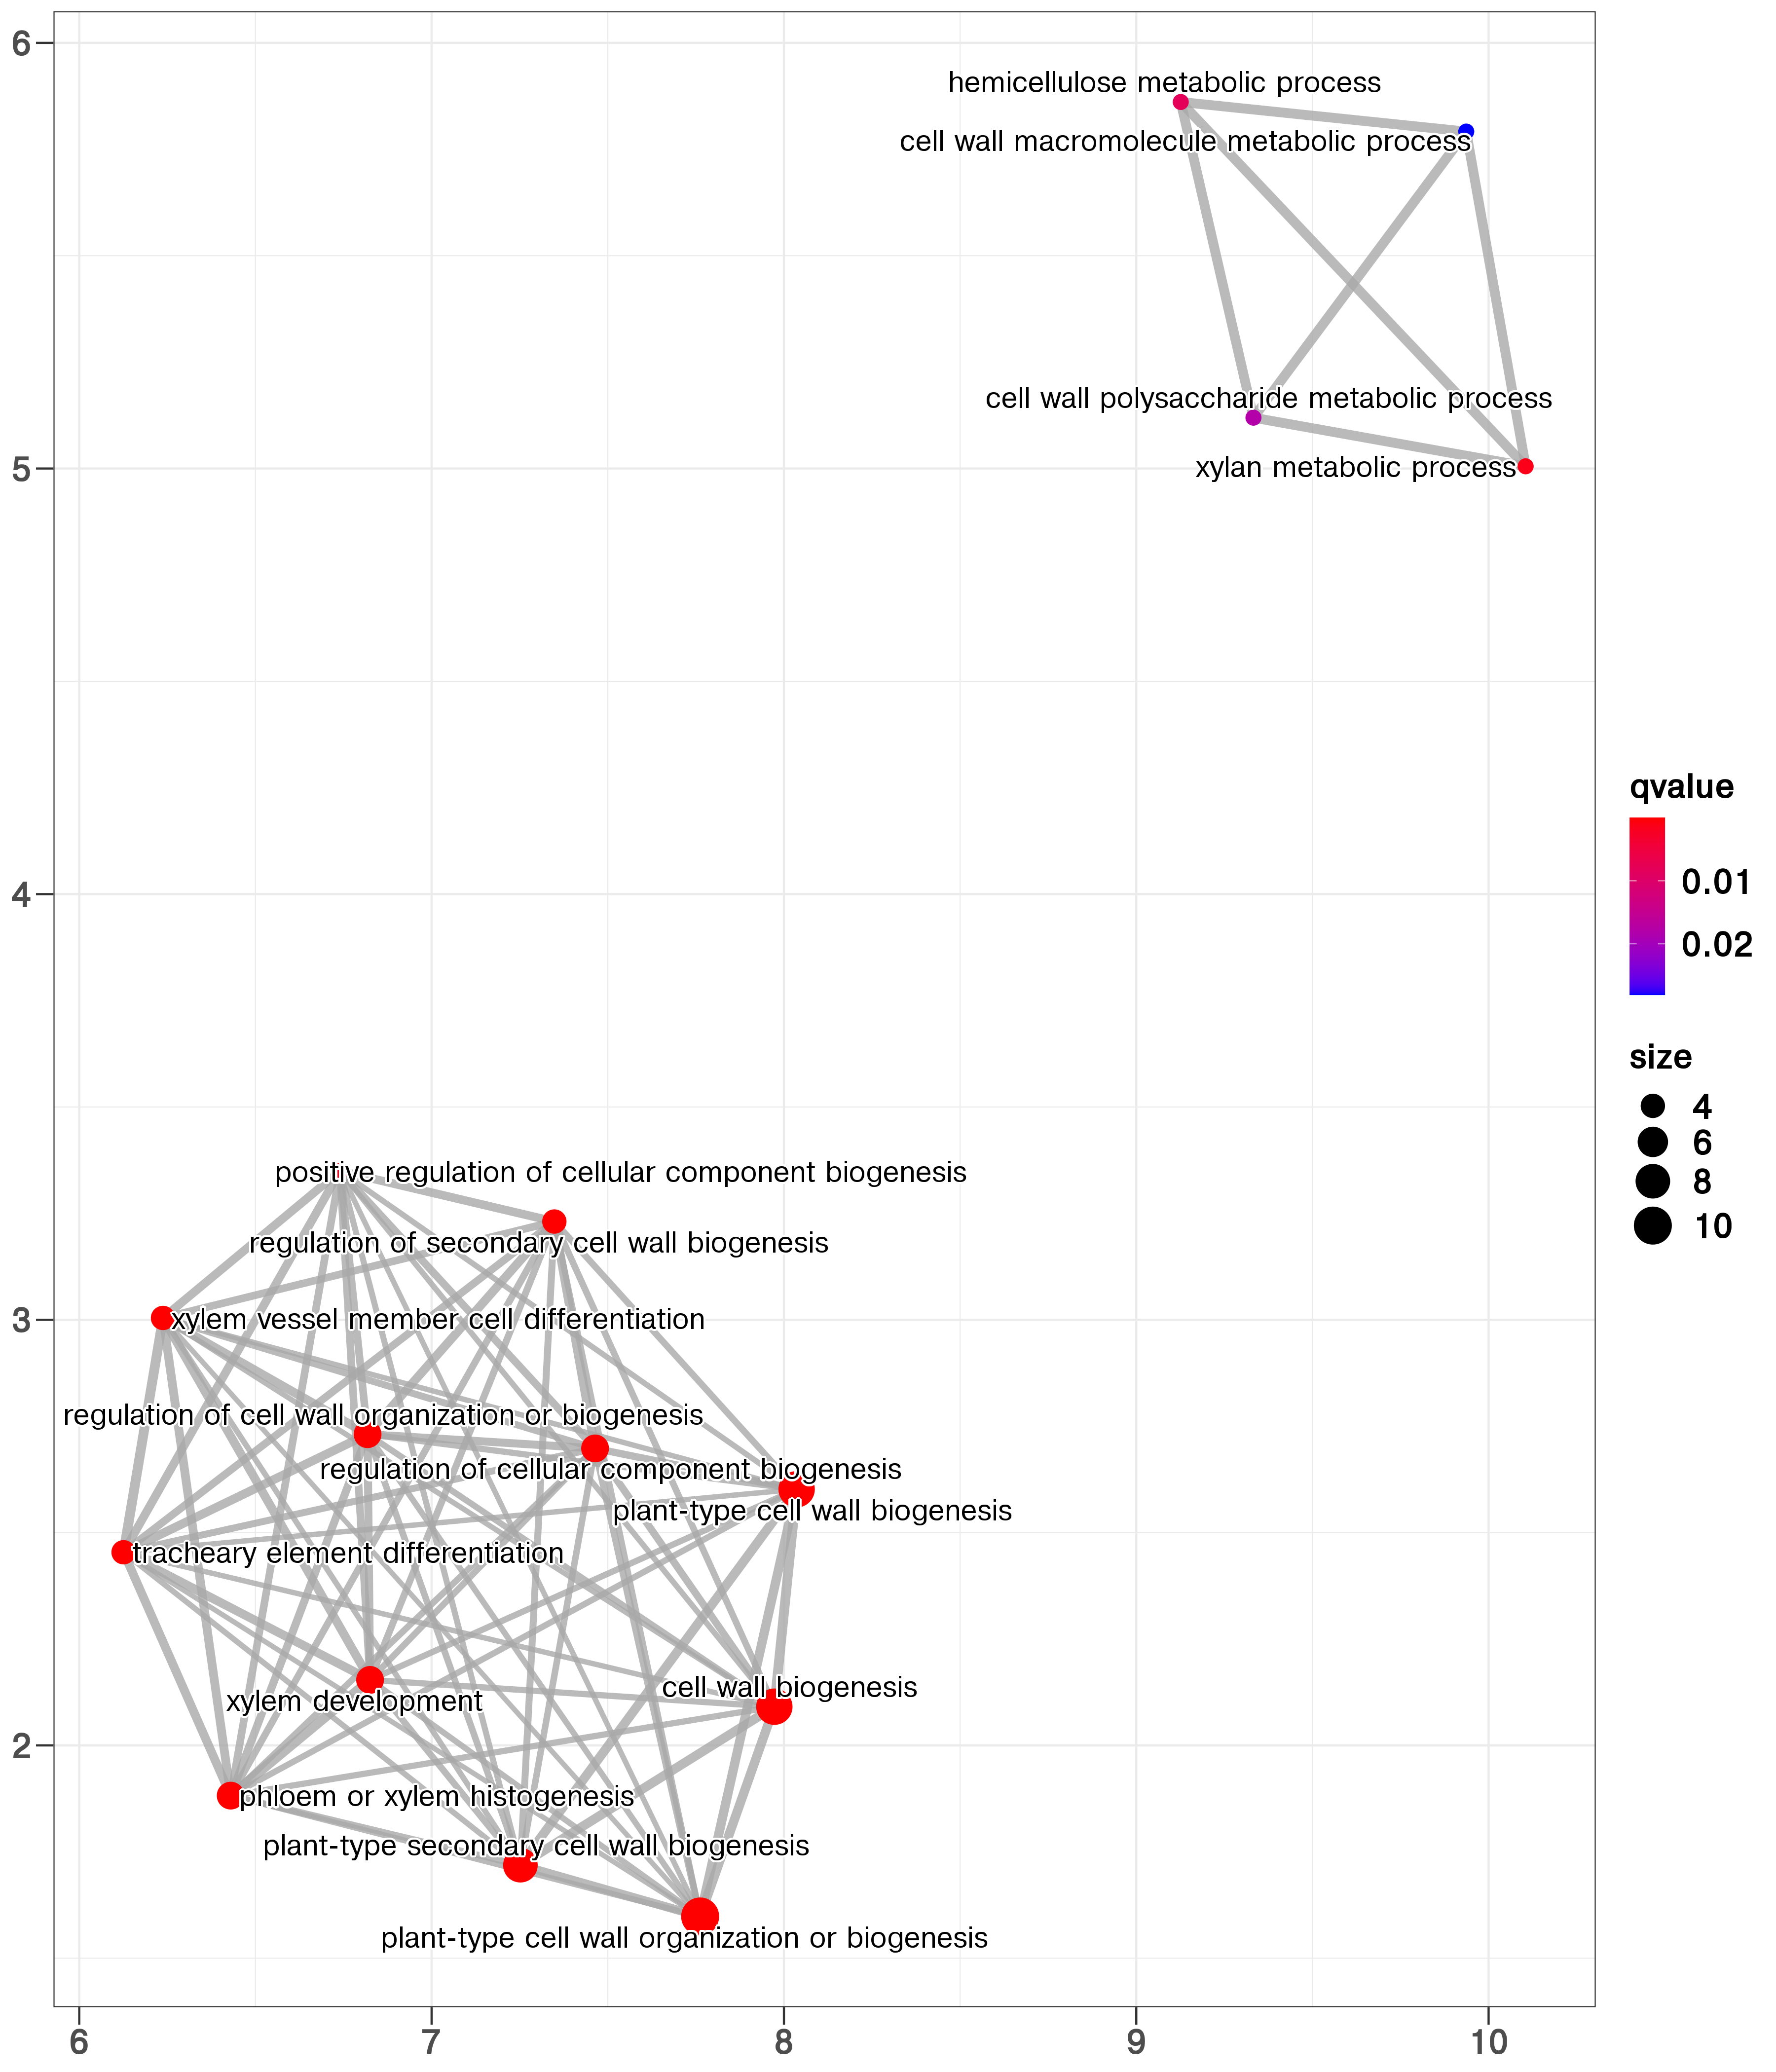 6
hemicellulose metabolic process
cell wall macromolecule metabolic process
cell wall polysaccharide metabolic process
5
xylan metabolic process
qvalue
0.01
4
0.02
size
4
6
positive regulation of cellular component biogenesis
8
10
regulation of secondary cell wall biogenesis
3
xylem vessel member cell differentiation
regulation of cell wall organization or biogenesis
regulation of cellular component biogenesis
plant-type cell wall biogenesis
tracheary element differentiation
cell wall biogenesis
xylem development
2
phloem or xylem histogenesis
plant-type secondary cell wall biogenesis
plant-type cell wall organization or biogenesis
6 7 8 9 10